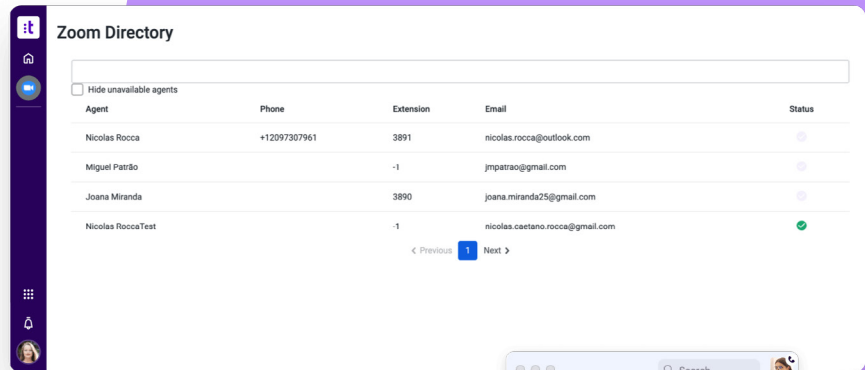 :t
Zoom Directory
Hide unavailable agents
Agent Phone Extension Email Status
Nicolas Rocca +12097307961 3891 nicolas.rocca@outlook.com
Miguel Patrão -1 jmpatrao@gmail.com
Joana Miranda 3890 joana.miranda25@gmail.com
Nicolas RoccaTest -1 nicolas.caetano.rocca@gmail.com
< Previous 1 Next >
Search